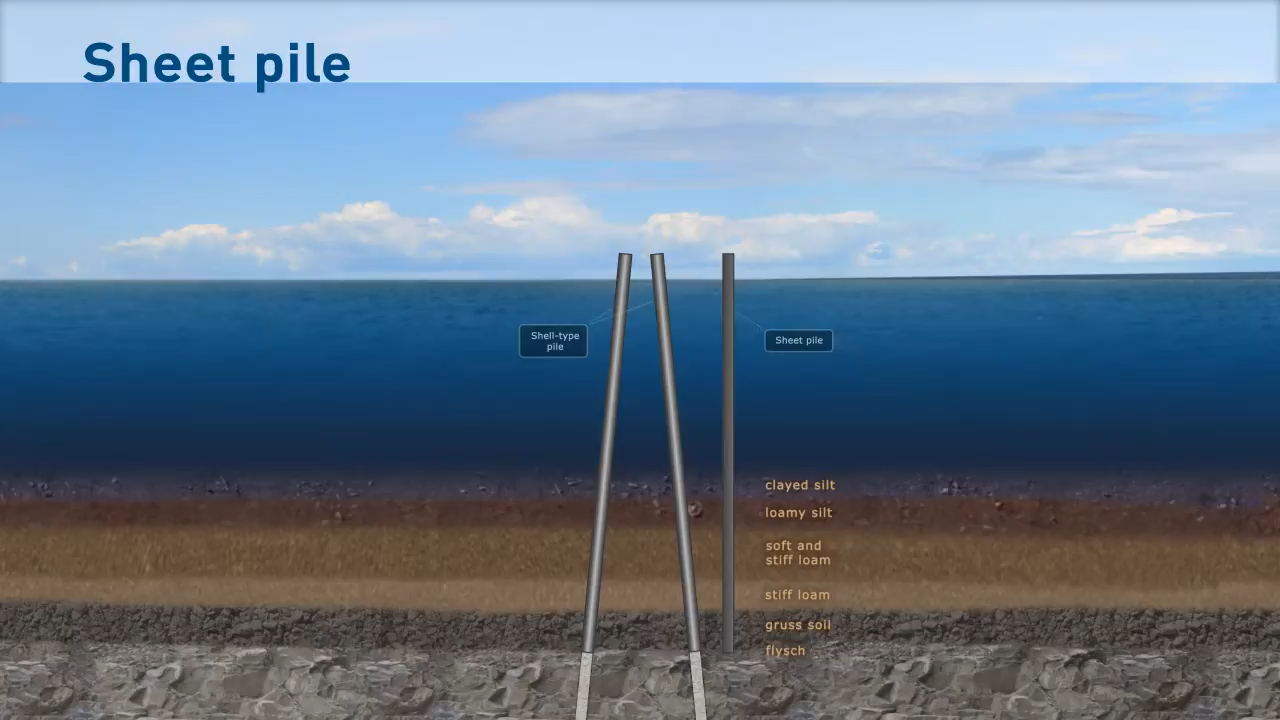 Sheet pile
Shell-type
pile
Sheet pile
clayed silt
loamy silt
soft and
stiff loam
stiff loam
gruss soil
flysch